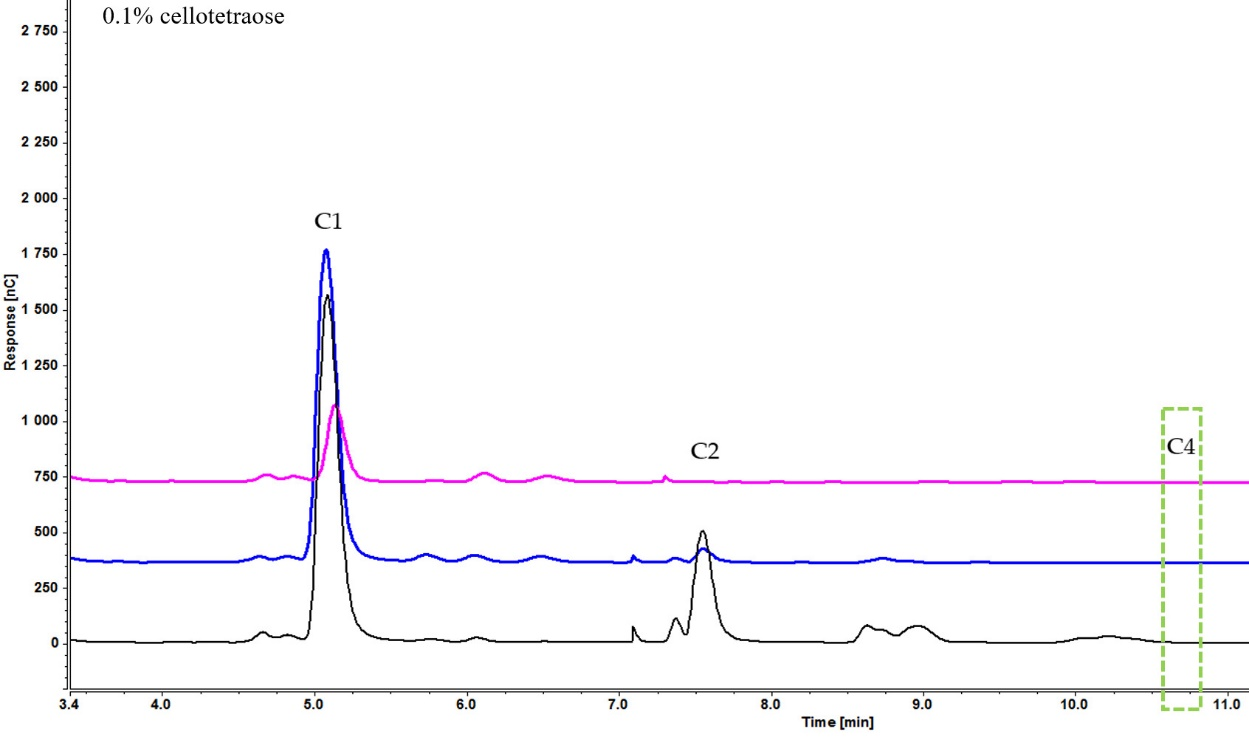 0.1% cellotetraose
2 750
2 500
2 250
2 000
1 750
1 500
1 250
1 000
750
500
250
0
Response [nC]
C1
C2
C4
3.4 4.0 5.0 6.0 7.0 8.0 9.0 10.0 11.0
Time [min]